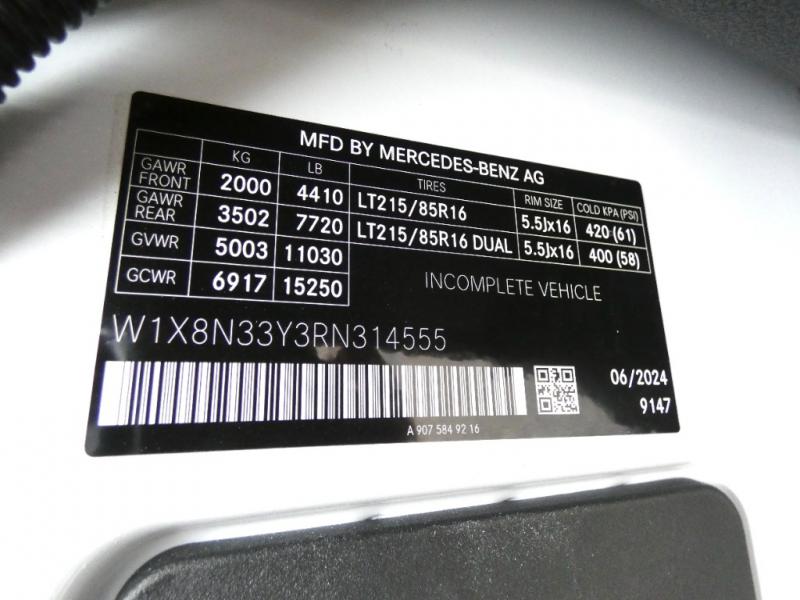 MFD BY MERCEDES-BENZ AG
KG LB TIRES RIM SIZE COLD KPA (PSI)
GAWR FRONT 2000 4410 LT215/85R16 5.5Jx16 420 (61)
GAWR REAR 3502 7720 LT215/85R16 DUAL 5.5Jx16 400 (58)
GVWR 5003 11030
GCWR 6917 15250
INCOMPLETE VEHICLE
W1X8N33Y3RN314555
06/2024
9147
A 907 584 92 16